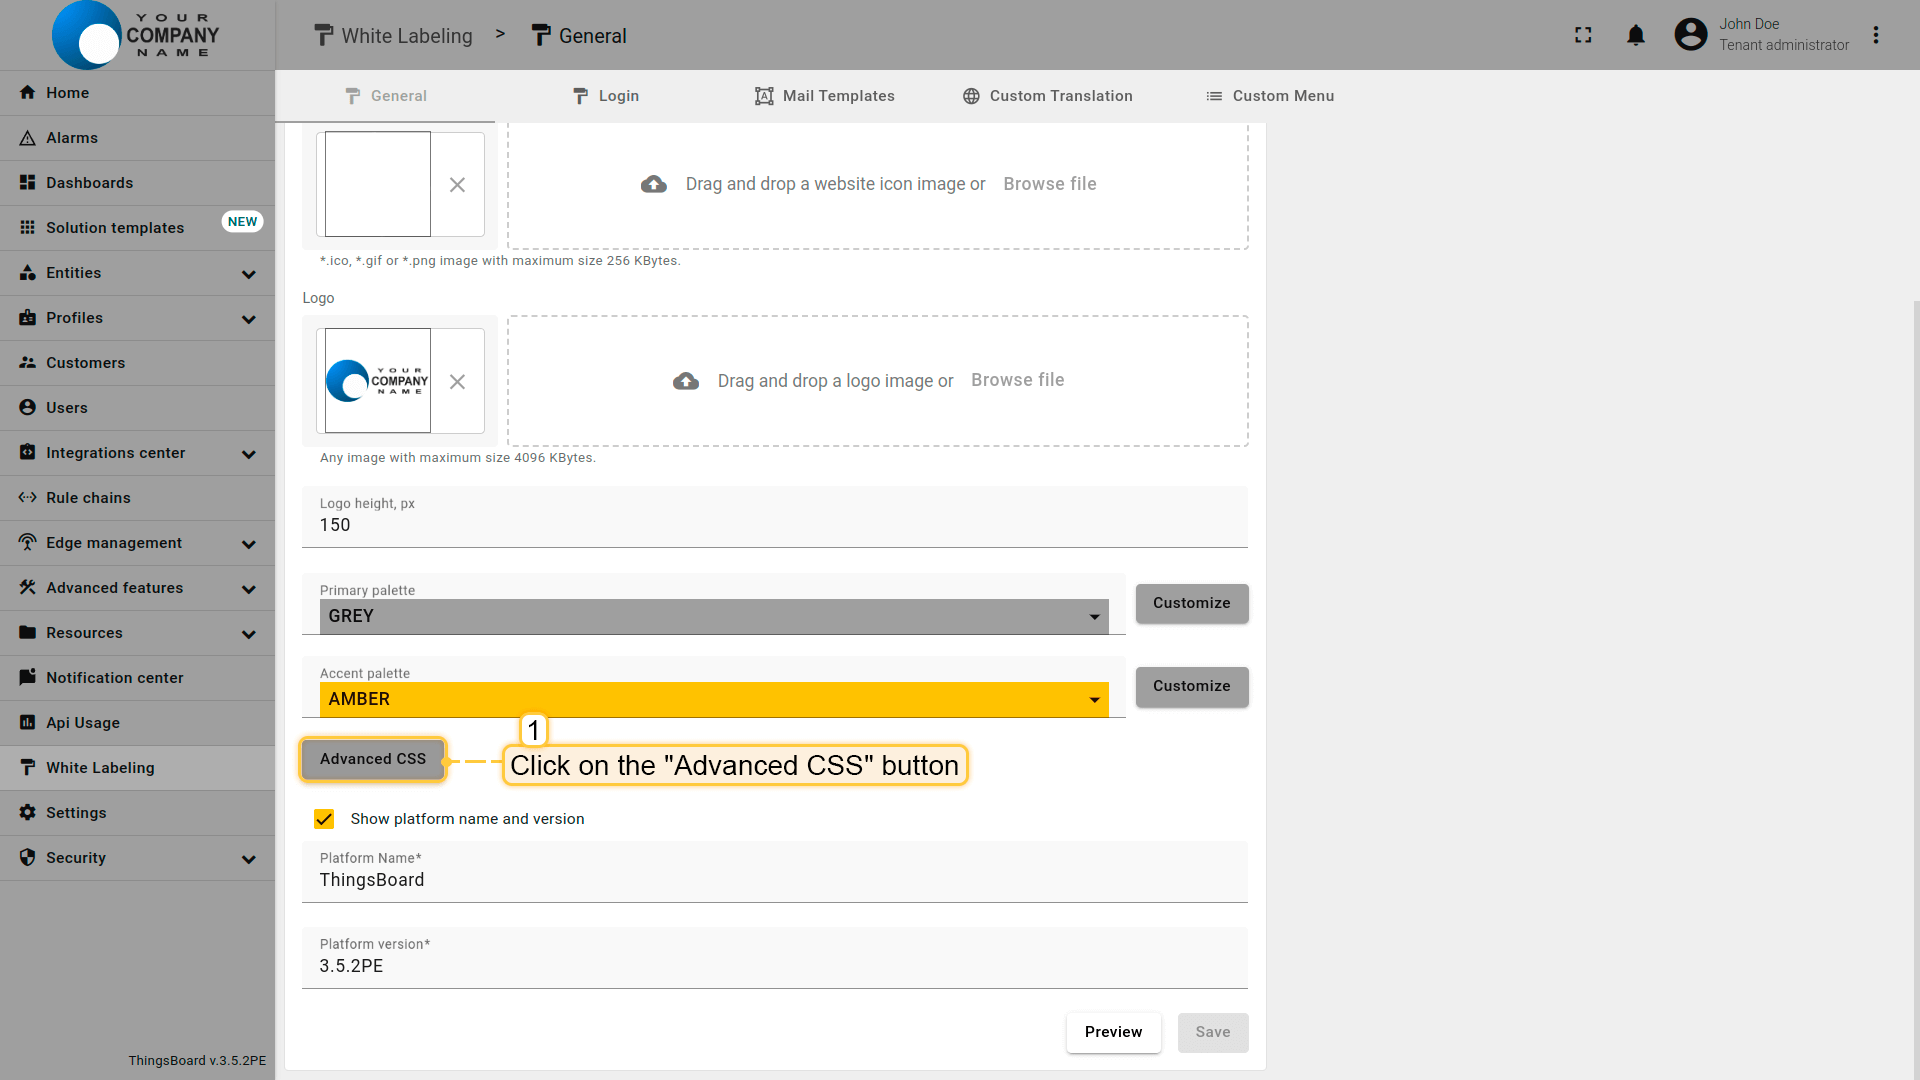 YOUR
COMPANY
NAME
White Labeling > General
John Doe
Tenant administrator
Home
Alarms
Dashboards
Solution templates
NEW
Entities
Profiles
Customers
Users
Integrations center
Rule chains
Edge management
Advanced features
Resources
Notification center
Api Usage
White Labeling
Settings
Security
ThingsBoard v.3.5.2PE
General
Login
Mail Templates
Custom Translation
Custom Menu
Drag and drop a website icon image or Browse file
*.ico, *.gif or *.png image with maximum size 256 KBytes.
Logo
YOUR
COMPANY
NAME
Drag and drop a logo image or Browse file
Any image with maximum size 4096 KBytes.
Logo height, px
150
Primary palette
GREY
Customize
Accent palette
AMBER
Customize
1
Advanced CSS
Click on the "Advanced CSS" button
Show platform name and version
Platform Name*
ThingsBoard
Platform version*
3.5.2PE
Preview
Save